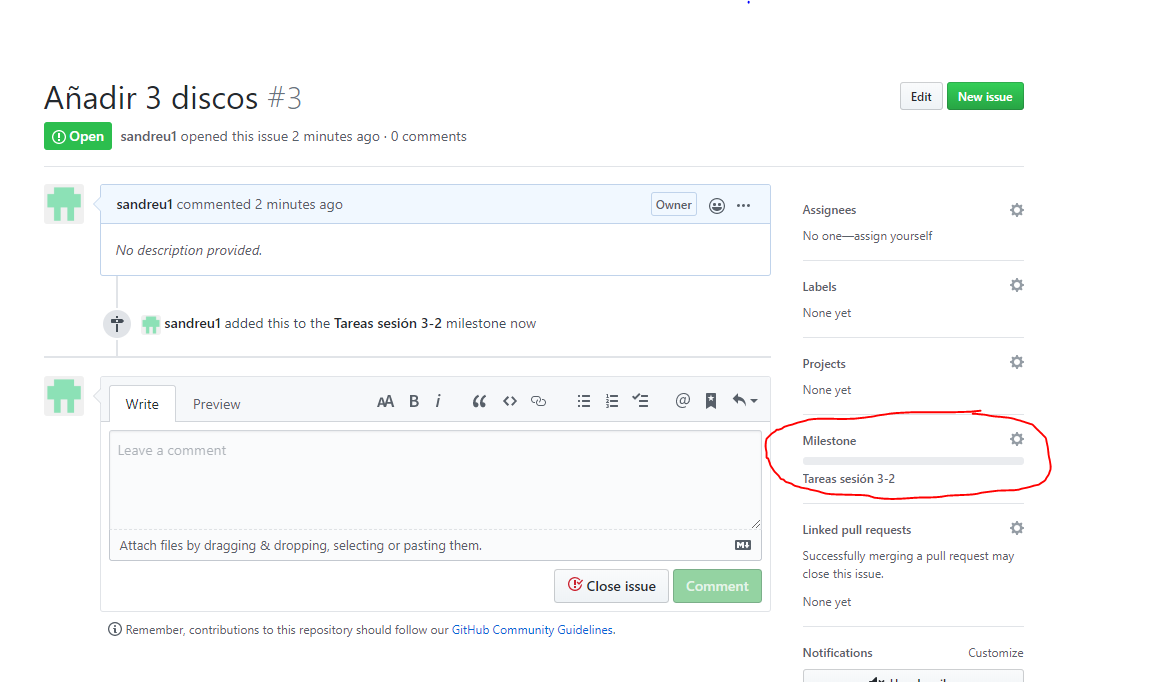 Añadir 3 discos #3
Edit
New issue
Open
sandreu1 opened this issue 2 minutes ago · 0 comments
sandreu1 commented 2 minutes ago
Owner
No description provided.
sandreu1 added this to the Tareas sesión 3-2 milestone now
Write
Preview
AA B i
Leave a comment
Attach files by dragging & dropping, selecting or pasting them.
Close issue
Comment
Remember, contributions to this repository should follow our GitHub Community Guidelines.
Assignees
No one—assign yourself
Labels
None yet
Projects
None yet
Milestone
Tareas sesión 3-2
Linked pull requests
Successfully merging a pull request may
close this issue.
None yet
Notifications
Customize